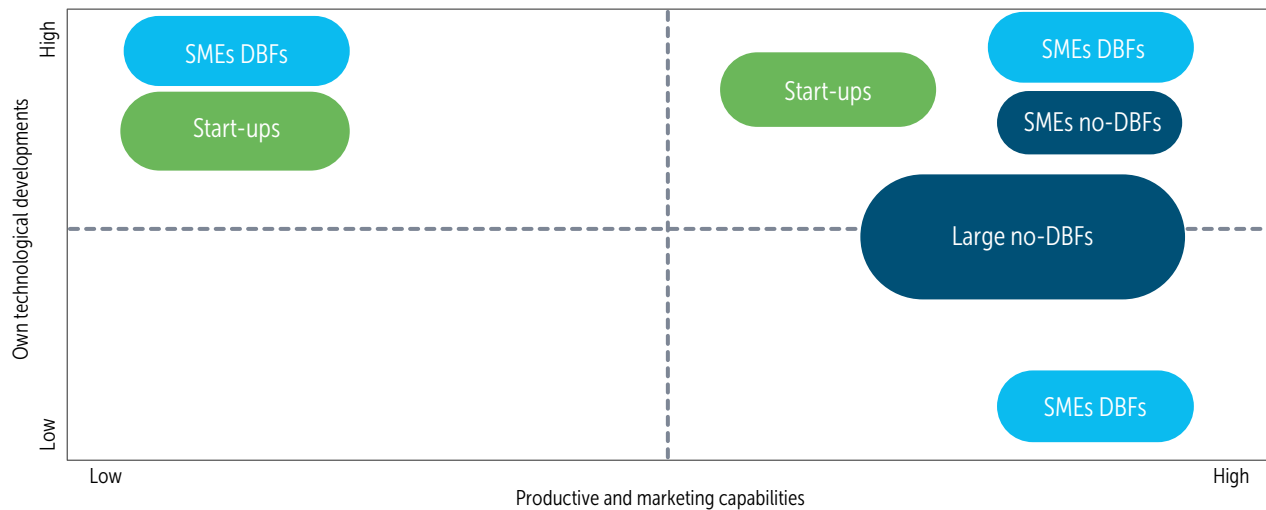 High
SMEs DBFs
SMEs DBFs
Start-ups
SMEs no-DBFs
Start-ups
Own technological developments
Large no-DBFs
SMEs DBFs
Low
Low
High
Productive and marketing capabilities